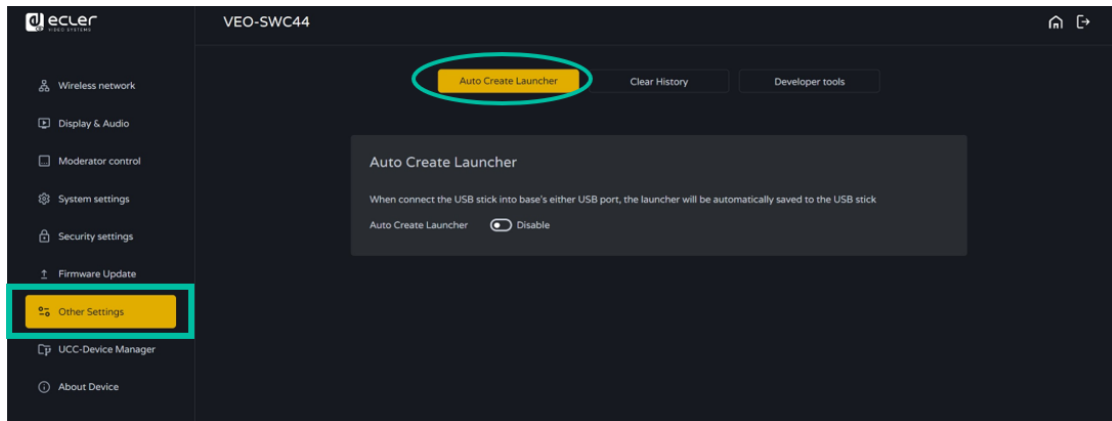 ecler
VIDEO SYSTEMS
VEO-SWC44
Wireless network
Display & Audio
Moderator control
System settings
Security settings
Firmware Update
Other Settings
UCC-Device Manager
About Device
Auto Create Launcher
Clear History
Developer tools
Auto Create Launcher
When connect the USB stick into base's either USB port, the launcher will be automatically saved to the USB stick
Auto Create Launcher Disable